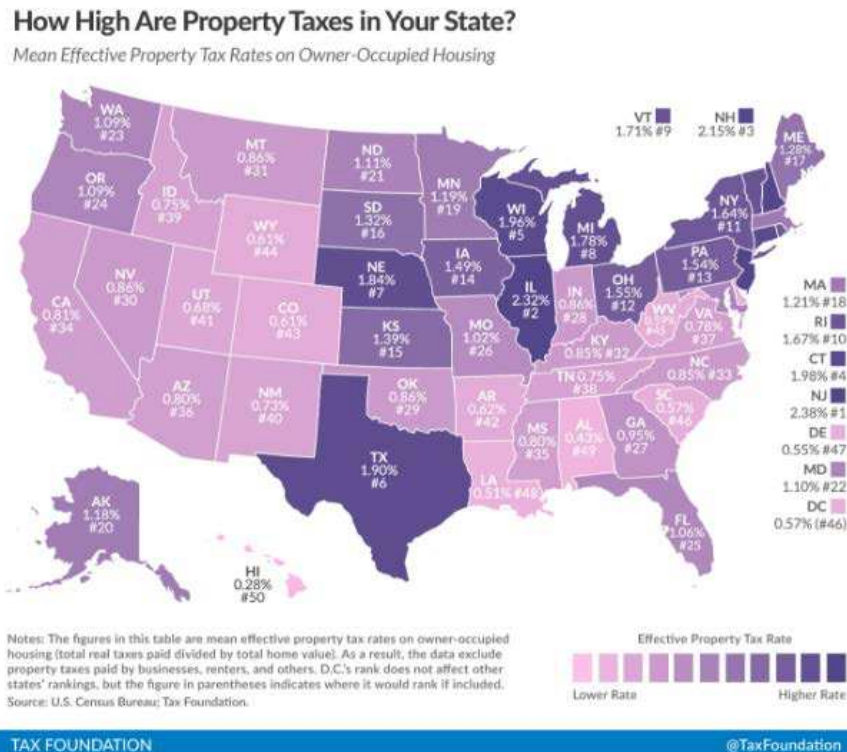 How High Are Property Taxes in Your State?
Mean Effective Property Tax Rates on Owner-Occupied Housing
WA
1.09%
#23
OR
1.09%
#24
CA
0.81%
#34
NV
0.86%
#30
ID
0.75%
#39
MT
0.86%
#31
WY
0.61%
#44
UT
0.68%
#41
CO
0.61%
#43
AZ
0.80%
#36
NM
0.73%
#40
ND
1.11%
#21
SD
1.32%
#16
NE
1.84%
#7
KS
1.39%
#15
OK
0.86%
#29
TX
1.90%
#6
MN
1.19%
#19
IA
1.49%
#14
MO
1.02%
#26
AR
0.62%
#42
LA
0.51% #48
WI
1.96%
#5
IL
2.32%
#2
MI
1.78%
#8
IN
0.86%
#28
OH
1.55%
#12
KY
0.85% #32
TN 0.75%
#38
MS
0.80%
#35
AL
0.43%
#49
GA
0.95%
#27
FL
1.06%
#25
SC
0.57%
#46
NC
0.85% #33
VA
0.78%
#37
WV
#45
PA
1.54%
#13
NY
1.64%
#11
ME
1.28%
#17
VT
1.71% #9
NH
2.15% #3
MA
1.21% #18
RI
1.67% #10
CT
1.98% #4
NJ
2.38% #1
DE
0.55% #47
MD
1.10% #22
DC
0.57% (#46)
AK
1.18%
#20
HI
0.28%
#50
Notes: The figures in this table are mean effective property tax rates on owner-occupied
housing (total real taxes paid divided by total home value). As a result, the data exclude
property taxes paid by businesses, renters, and others. D.C.'s rank does not affect other
states' rankings, but the figure in parentheses indicates where it would rank if included.
Source: U.S. Census Bureau; Tax Foundation.
Effective Property Tax Rate
Lower Rate
Higher Rate
TAX FOUNDATION
@TaxFoundation